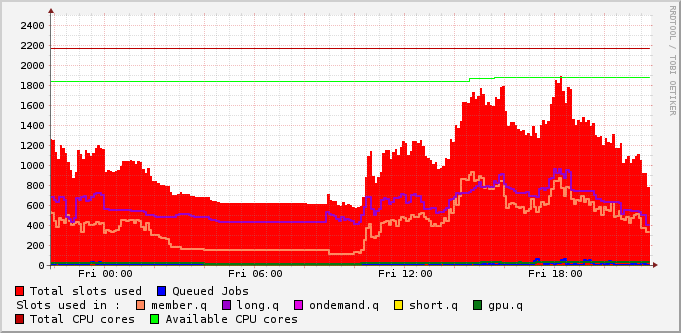 RRDTOOL / TOBI OETIKER
2400
2200
2000
1800
1600
1400
1200
1000
800
600
400
200
0
Fri 00:00 Fri 06:00 Fri 12:00 Fri 18:00
Total slots used Queued Jobs
Slots used in : member.q long.q ondemand.q short.q gpu.q
Total CPU cores Available CPU cores